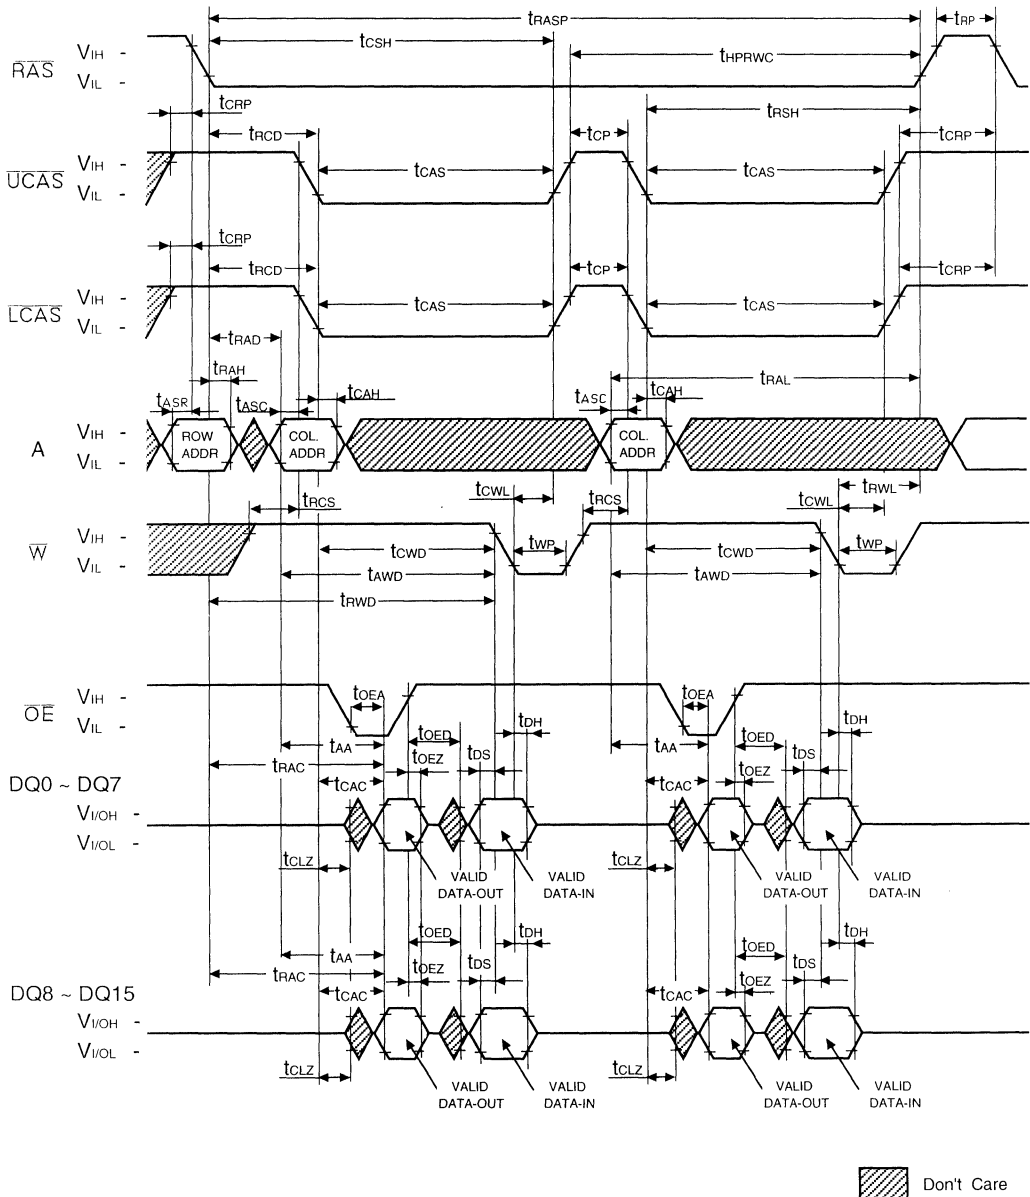 tRASP
tRP
tCSH
tHPRWC
RAS
VIH -
VIL -
tCRP
tRCD
tCP
tRSH
tCRP
UCAS
VIH -
VIL -
tCAS
tCAS
tCRP
tRCD
tCP
tCRP
LCAS
VIH -
VIL -
tCAS
tCAS
tRAD
tRAH
tASR
tASC
tCAH
tRAL
tASC
tCAH
A
VIH -
VIL -
ROW
ADDR
COL.
ADDR
COL.
ADDR
tRCS
tCWL
tRCS
tCWL
tRWL
W
VIH -
VIL -
tCWD
tWP
tCWD
tWP
tAWD
tAWD
tRWD
OE
VIH -
VIL -
tOEA
tOEA
tAA
tOED
tDH
tAA
tOED
tDH
tRAC
tOEZ
tDS
tOEZ
tDS
tCAC
tCAC
DQ0 ~ DQ7
VI/OH -
VI/OL -
tCLZ
VALID
DATA-OUT
VALID
DATA-IN
tCLZ
VALID
DATA-OUT
VALID
DATA-IN
tAA
tOED
tDH
tOED
tDH
tRAC
tOEZ
tDS
tOEZ
tDS
tCAC
tCAC
DQ8 ~ DQ15
VI/OH -
VI/OL -
tCLZ
VALID
DATA-OUT
VALID
DATA-IN
tCLZ
VALID
DATA-OUT
VALID
DATA-IN
Don't Care